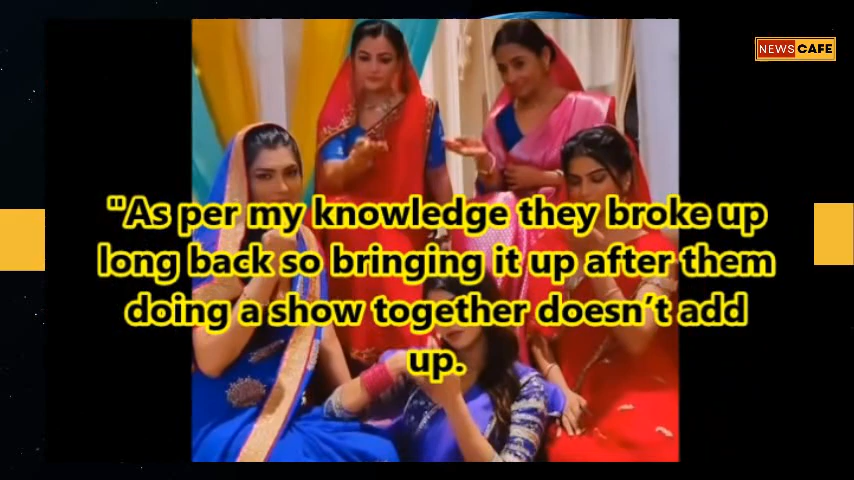 NEWS CAFE
"As per my knowledge they broke up
long back so bringing it up after them
doing a show together doesn’t add
up.